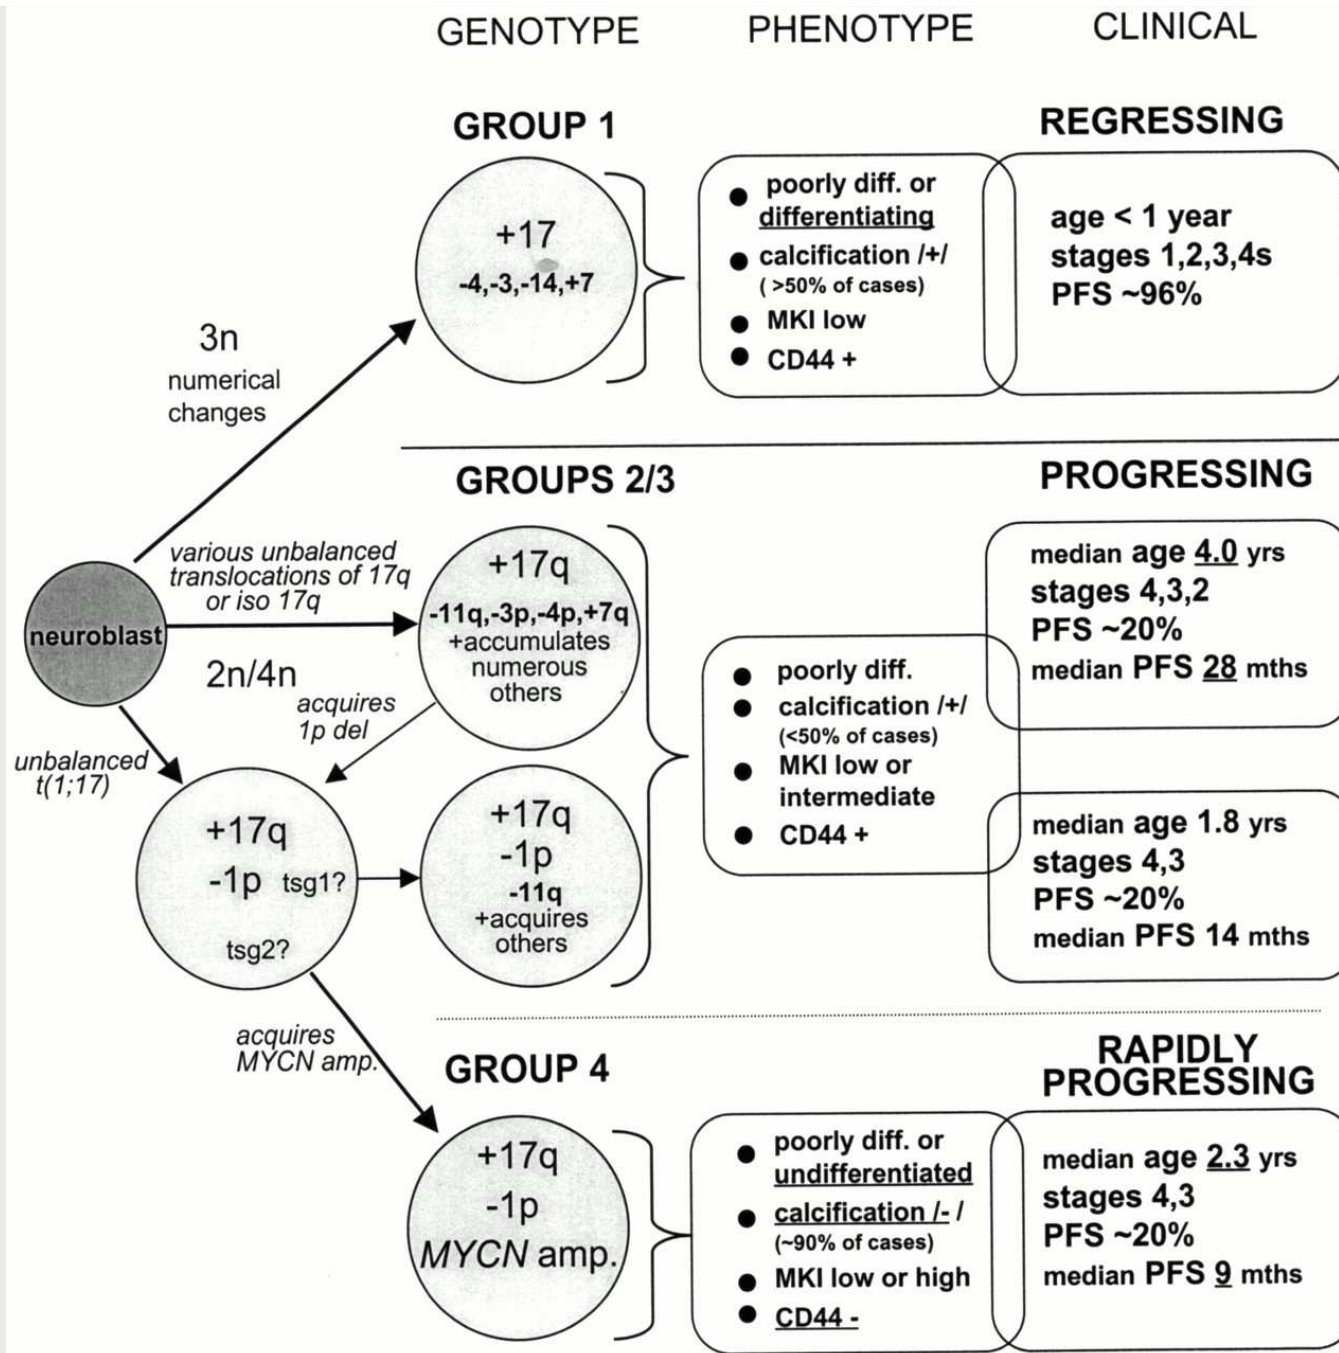 GENOTYPE PHENOTYPE CLINICAL
GROUP 1
REGRESSING
+17
-4,-3,-14,+7
● poorly diff. or
differentiating
● calcification /+/
( >50% of cases)
● MKI low
● CD44 +
age < 1 year
stages 1,2,3,4s
PFS ~96%
3n
numerical
changes
GROUPS 2/3
PROGRESSING
neuroblast
various unbalanced
translocations of 17q
or iso 17q
2n/4n
+17q
-11q,-3p,-4p,+7q
+accumulates
numerous
others
acquires
1p del
unbalanced
t(1;17)
+17q
-1p tsg1?
tsg2?
+17q
-1p
-11q
+acquires
others
● poorly diff.
● calcification /+/
(<50% of cases)
● MKI low or
intermediate
● CD44 +
median age 4.0 yrs
stages 4,3,2
PFS ~20%
median PFS 28 mths
median age 1.8 yrs
stages 4,3
PFS ~20%
median PFS 14 mths
acquires
MYCN amp.
GROUP 4
RAPIDLY
PROGRESSING
+17q
-1p
MYCN amp.
● poorly diff. or
undifferentiated
● calcification /- /
(~90% of cases)
● MKI low or high
● CD44 -
median age 2.3 yrs
stages 4,3
PFS ~20%
median PFS 9 mths